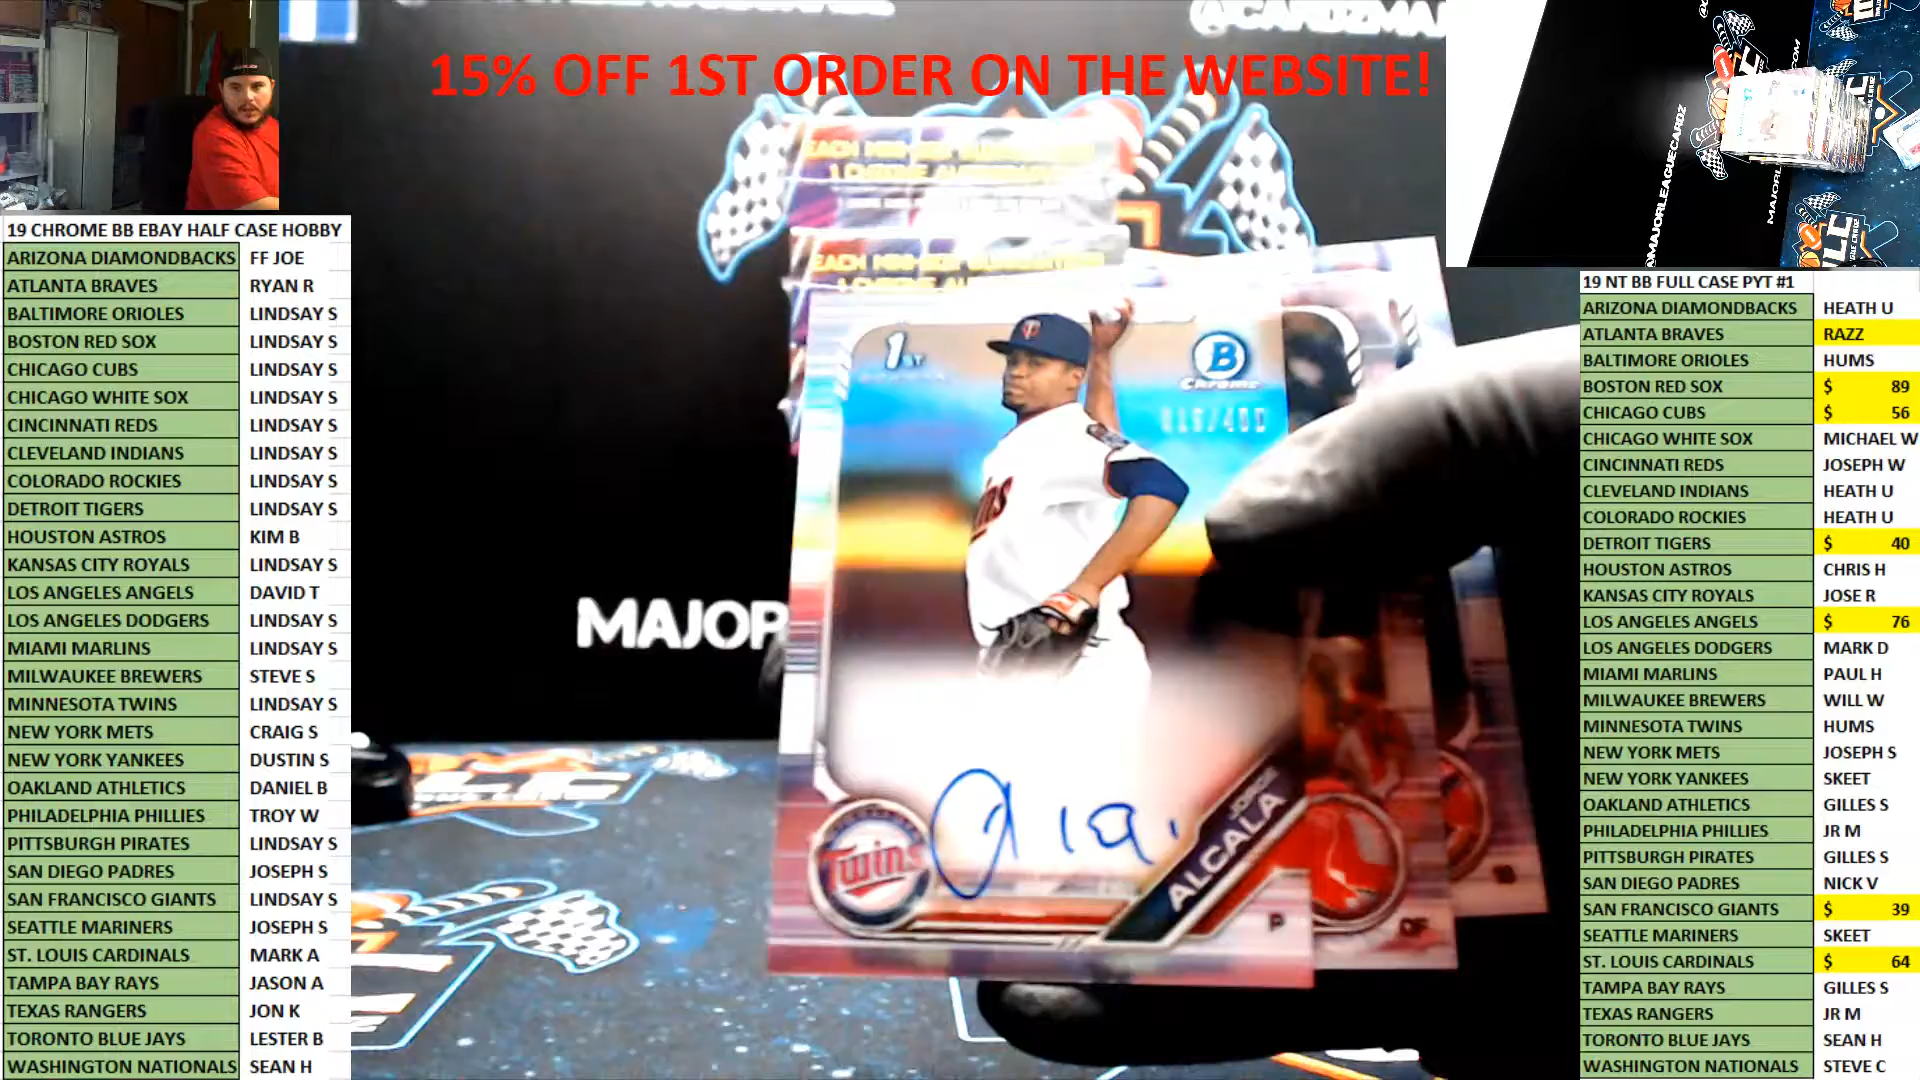 15% OFF 1ST ORDER ON THE WEBSITE!
19 CHROME BB EBAY HALF CASE HOBBY
ARIZONA DIAMONDBACKS FF JOE
ATLANTA BRAVES RYAN R
BALTIMORE ORIOLES LINDSAY S
BOSTON RED SOX LINDSAY S
CHICAGO CUBS LINDSAY S
CHICAGO WHITE SOX LINDSAY S
CINCINNATI REDS LINDSAY S
CLEVELAND INDIANS LINDSAY S
COLORADO ROCKIES LINDSAY S
DETROIT TIGERS LINDSAY S
HOUSTON ASTROS KIM B
KANSAS CITY ROYALS LINDSAY S
LOS ANGELES ANGELS DAVID T
LOS ANGELES DODGERS LINDSAY S
MIAMI MARLINS LINDSAY S
MILWAUKEE BREWERS STEVE S
MINNESOTA TWINS LINDSAY S
NEW YORK METS CRAIG S
NEW YORK YANKEES DUSTIN S
OAKLAND ATHLETICS DANIEL B
PHILADELPHIA PHILLIES TROY W
PITTSBURGH PIRATES LINDSAY S
SAN DIEGO PADRES JOSEPH S
SAN FRANCISCO GIANTS LINDSAY S
SEATTLE MARINERS JOSEPH S
ST. LOUIS CARDINALS MARK A
TAMPA BAY RAYS JASON A
TEXAS RANGERS JON K
TORONTO BLUE JAYS LESTER B
WASHINGTON NATIONALS SEAN H
1ST
B
Chrome
MAJOR
Twins
JORGE
ALCALA
P
OF
@MAJORLEAGUECARDZ
19 NT BB FULL CASE PYT #1
ARIZONA DIAMONDBACKS HEATH U
ATLANTA BRAVES RAZZ
BALTIMORE ORIOLES HUMS
BOSTON RED SOX $ 89
CHICAGO CUBS $ 56
CHICAGO WHITE SOX MICHAEL W
CINCINNATI REDS JOSEPH W
CLEVELAND INDIANS HEATH U
COLORADO ROCKIES HEATH U
DETROIT TIGERS $ 40
HOUSTON ASTROS CHRIS H
KANSAS CITY ROYALS JOSE R
LOS ANGELES ANGELS $ 76
LOS ANGELES DODGERS MARK D
MIAMI MARLINS PAUL H
MILWAUKEE BREWERS WILL W
MINNESOTA TWINS HUMS
NEW YORK METS JOSEPH S
NEW YORK YANKEES SKEET
OAKLAND ATHLETICS GILLES S
PHILADELPHIA PHILLIES JR M
PITTSBURGH PIRATES GILLES S
SAN DIEGO PADRES NICK V
SAN FRANCISCO GIANTS $ 39
SEATTLE MARINERS SKEET
ST. LOUIS CARDINALS $ 64
TAMPA BAY RAYS GILLES S
TEXAS RANGERS JR M
TORONTO BLUE JAYS SEAN H
WASHINGTON NATIONALS STEVE C